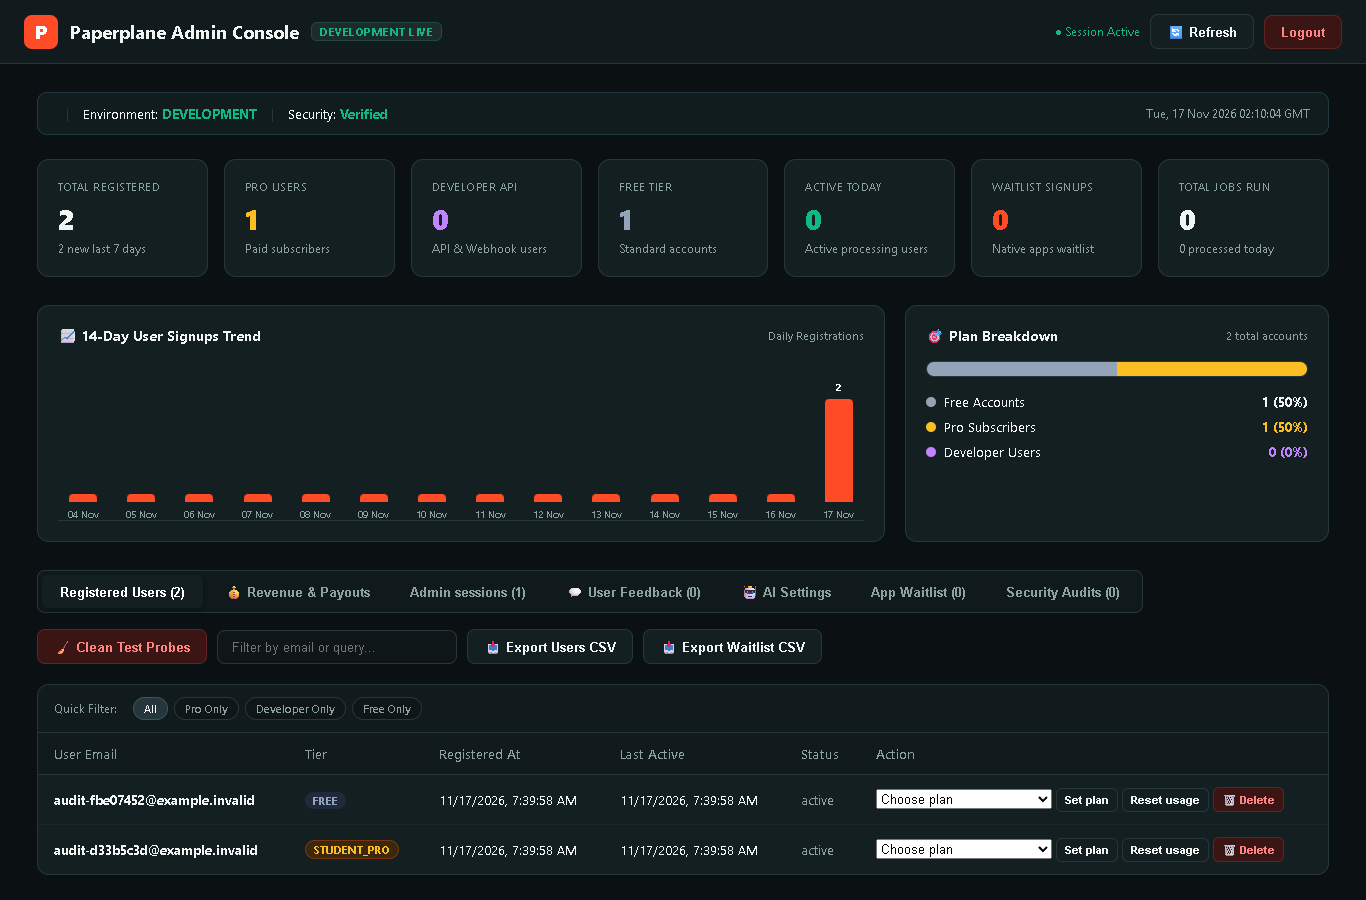 P Paperplane Admin Console DEVELOPMENT LIVE ● Session Active Refresh Logout
Environment: DEVELOPMENT Security: Verified Tue, 17 Nov 2026 02:10:04 GMT
TOTAL REGISTERED
2
2 new last 7 days
PRO USERS
1
Paid subscribers
DEVELOPER API
0
API & Webhook users
FREE TIER
1
Standard accounts
ACTIVE TODAY
0
Active processing users
WAITLIST SIGNUPS
0
Native apps waitlist
TOTAL JOBS RUN
0
0 processed today
14-Day User Signups Trend Daily Registrations
2
04 Nov 05 Nov 06 Nov 07 Nov 08 Nov 09 Nov 10 Nov 11 Nov 12 Nov 13 Nov 14 Nov 15 Nov 16 Nov 17 Nov
Plan Breakdown 2 total accounts
Free Accounts 1 (50%)
Pro Subscribers 1 (50%)
Developer Users 0 (0%)
Registered Users (2) Revenue & Payouts Admin sessions (1) User Feedback (0) AI Settings App Waitlist (0) Security Audits (0)
Clean Test Probes Filter by email or query... Export Users CSV Export Waitlist CSV
Quick Filter: All Pro Only Developer Only Free Only
User Email Tier Registered At Last Active Status Action
audit-fbe07452@example.invalid FREE 11/17/2026, 7:39:58 AM 11/17/2026, 7:39:58 AM active Choose plan Set plan Reset usage Delete
audit-d33b5c3d@example.invalid STUDENT_PRO 11/17/2026, 7:39:58 AM 11/17/2026, 7:39:58 AM active Choose plan Set plan Reset usage Delete